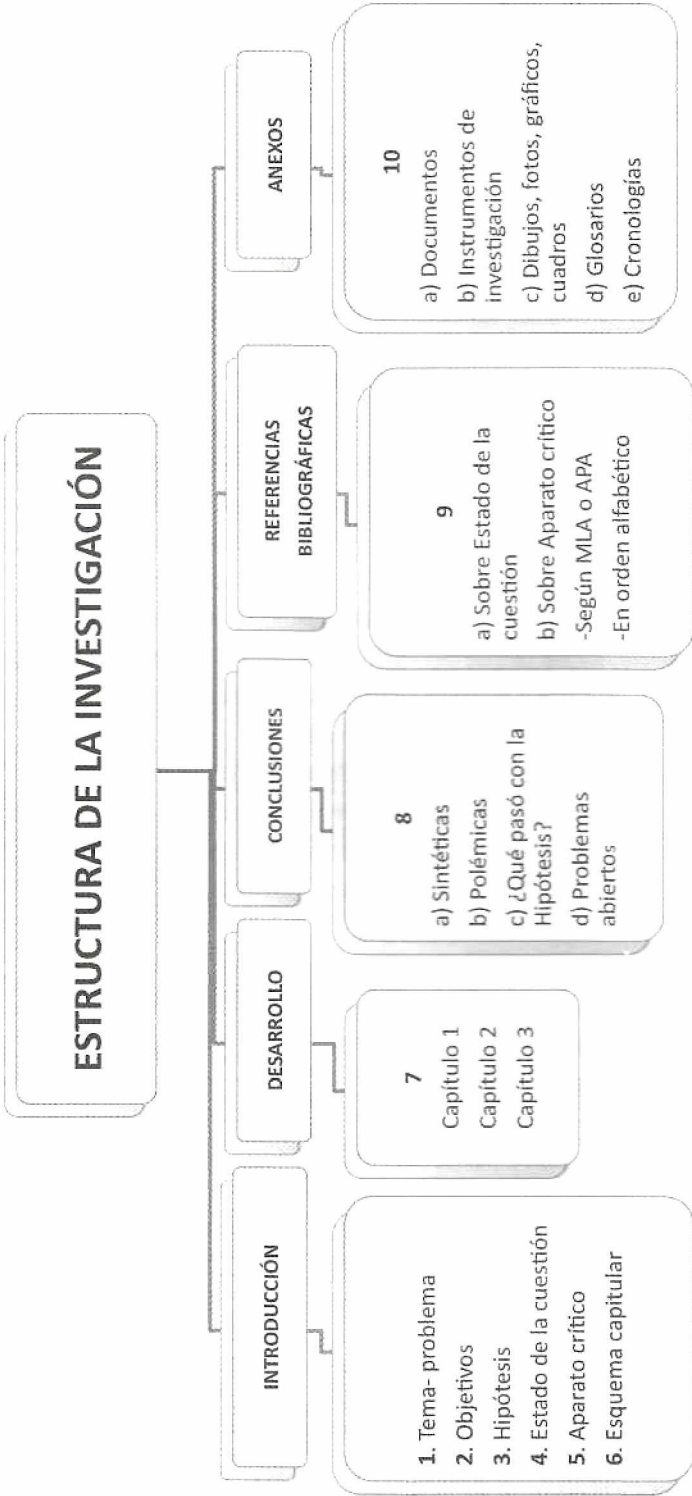 ESTRUCTURA DE LA INVESTIGACIÓN
INTRODUCCIÓN
1. Tema- problema
2. Objetivos
3. Hipótesis
4. Estado de la cuestión
5. Aparato crítico
6. Esquema capitular
DESARROLLO
7
Capítulo 1
Capítulo 2
Capítulo 3
CONCLUSIONES
8
a) Sintéticas
b) Polémicas
c) ¿Qué pasó con la
Hipótesis?
d) Problemas
abiertos
REFERENCIAS
BIBLIOGRÁFICAS
9
a) Sobre Estado de la
cuestión
b) Sobre Aparato crítico
-Según MLA o APA
-En orden alfabético
ANEXOS
10
a) Documentos
b) Instrumentos de
investigación
c) Dibujos, fotos, gráficos,
cuadros
d) Glosarios
e) Cronologías